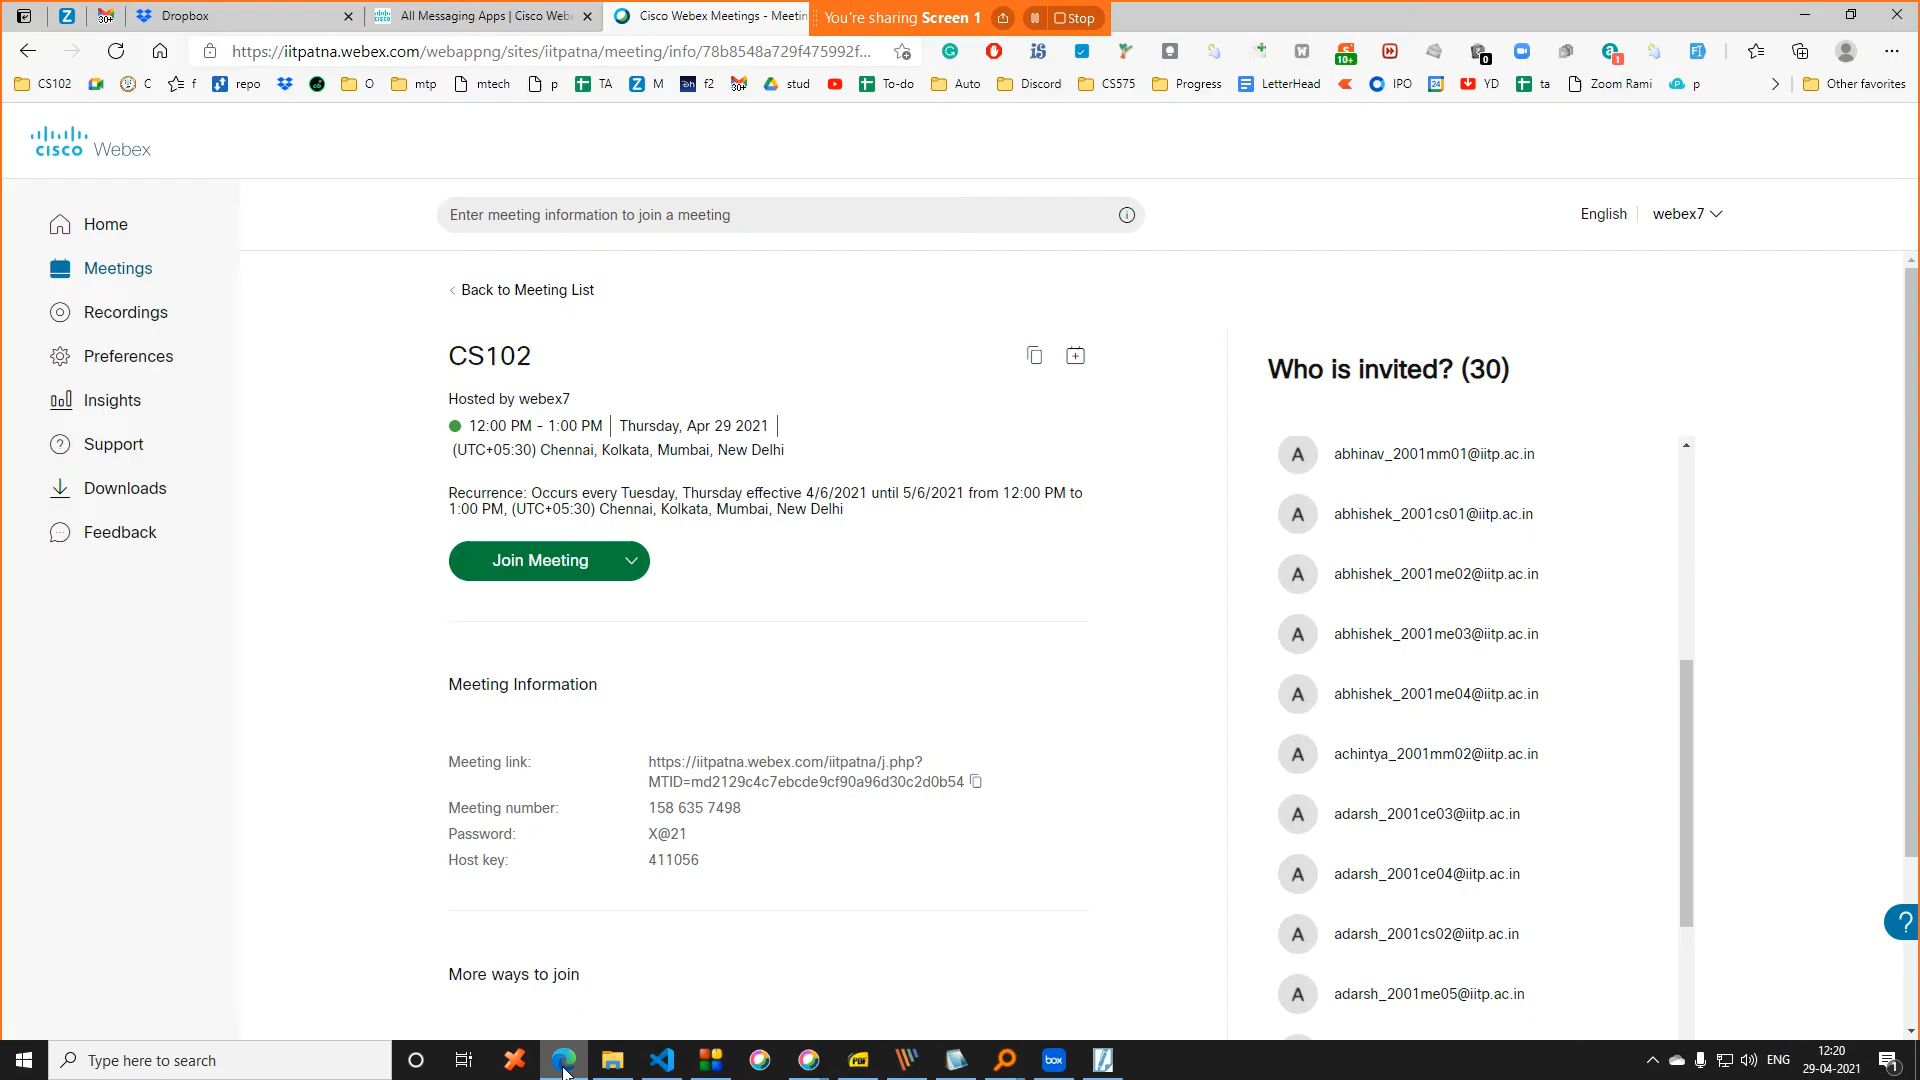 Dropbox
All Messaging Apps | Cisco Webe
Cisco Webex Meetings - Meetin
You're sharing Screen 1
Stop
https://iitpatna.webex.com/webappng/sites/iitpatna/meeting/info/78b8548a729f475992f...
CS102
C
f
repo
O
mtp
mtech
p
TA
M
f2
stud
To-do
Auto
Discord
CS575
Progress
LetterHead
IPO
YD
ta
Zoom Rami
p
Other favorites
cisco Webex
Enter meeting information to join a meeting
English
webex7
Home
Meetings
Recordings
Preferences
Insights
Support
Downloads
Feedback
Back to Meeting List
CS102
Hosted by webex7
12:00 PM - 1:00 PM | Thursday, Apr 29 2021 |
(UTC+05:30) Chennai, Kolkata, Mumbai, New Delhi
Recurrence: Occurs every Tuesday, Thursday effective 4/6/2021 until 5/6/2021 from 12:00 PM to
1:00 PM, (UTC+05:30) Chennai, Kolkata, Mumbai, New Delhi
Join Meeting
Meeting Information
Meeting link: https://iitpatna.webex.com/iitpatna/j.php?
MTID=md2129c4c7ebcde9cf90a96d30c2d0b54
Meeting number: 158 635 7498
Password: X@21
Host key: 411056
More ways to join
Who is invited? (30)
A abhinav_2001mm01@iitp.ac.in
A abhishek_2001cs01@iitp.ac.in
A abhishek_2001me02@iitp.ac.in
A abhishek_2001me03@iitp.ac.in
A abhishek_2001me04@iitp.ac.in
A achintya_2001mm02@iitp.ac.in
A adarsh_2001ce03@iitp.ac.in
A adarsh_2001ce04@iitp.ac.in
A adarsh_2001cs02@iitp.ac.in
A adarsh_2001me05@iitp.ac.in
Type here to search
box
ENG
12:20
29-04-2021
1